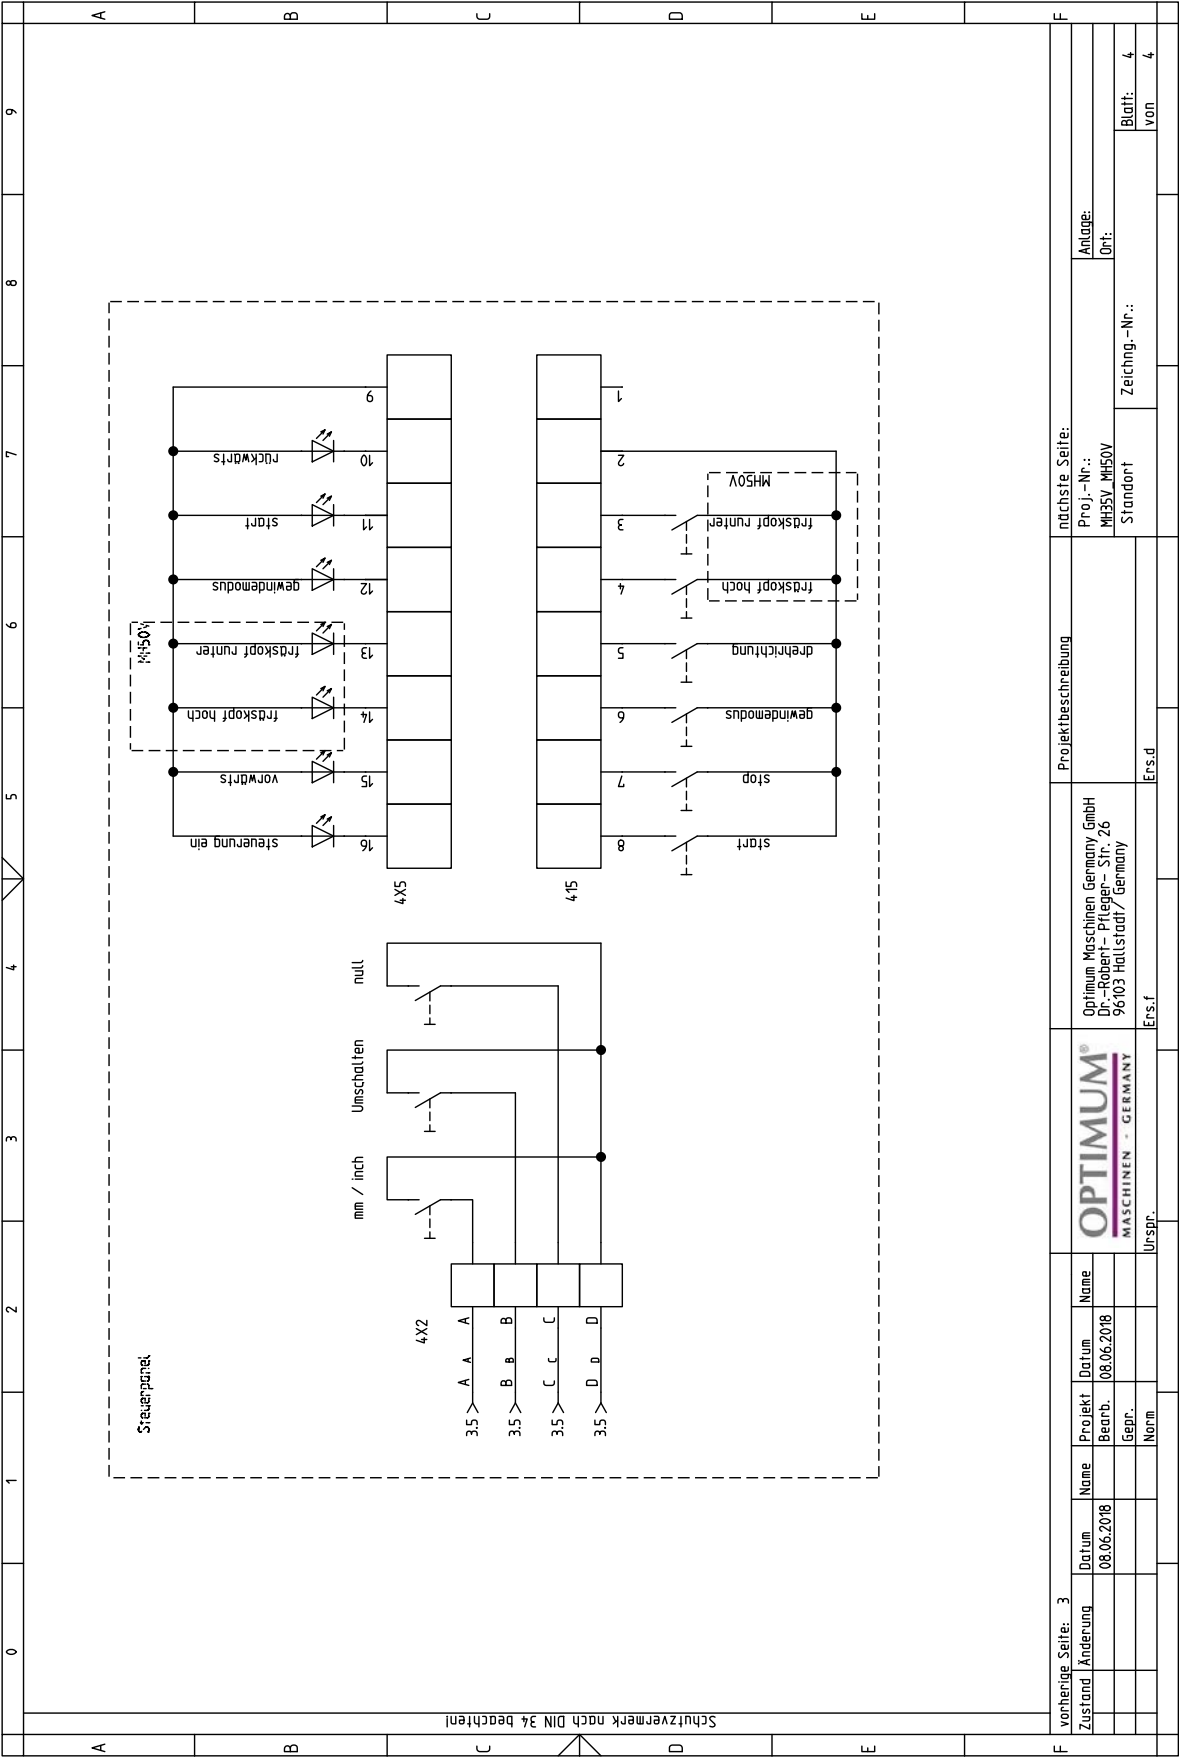 0 1 2 3 4 5 6 7 8 9
A A
B B
C C
D D
E E
F F
Schutzvermerk nach DIN 34 beachten!
Steuerpanel
4X2
3.5 A A A
3.5 B B B
3.5 C C C
3.5 D D D
mm / inch
Umschalten
null
4X5
16 steuerung ein
15 vorwärts
14 fräskopf hoch
13 fräskopf runter
MH50V
12 gewindemodus
11 start
10 rückwärts
9
415
8 start
7 stop
6 gewindemodus
5 drehrichtung
4 fräskopf hoch
3 fräskopf runter
MH50V
2
1
vorherige Seite: 3
Zustand Änderung Datum Name
08.06.2018
Projekt Datum Name
Bearb. 08.06.2018
Gepr.
Norm
OPTIMUM®
MASCHINEN - GERMANY
Urspr.
Optimum Maschinen Germany GmbH
Dr.-Robert- Pfleger- Str. 26
96103 Hallstadt/ Germany
Ers.f
Ers.d
Projektbeschreibung
nächste Seite:
Proj.-Nr.:
MH35V_MH50V
Standort
Zeichng.-Nr.:
Anlage:
Ort:
Blatt: 4
von 4